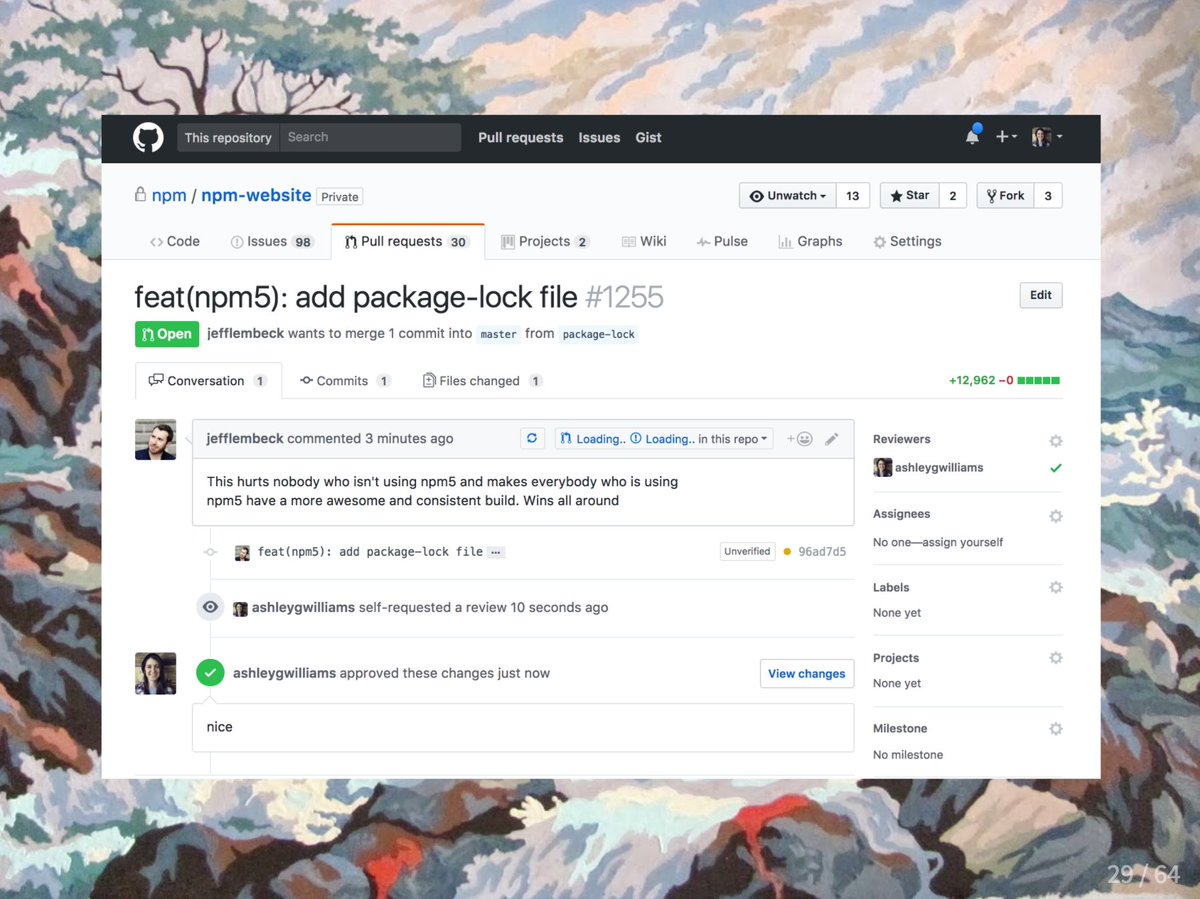 This repository Search Pull requests Issues Gist
npm / npm-website Private Unwatch 13 Star 2 Fork 3
Code Issues 98 Pull requests 30 Projects 2 Wiki Pulse Graphs Settings
feat(npm5): add package-lock file #1255 Edit
Open jefflembeck wants to merge 1 commit into master from package-lock
Conversation 1 Commits 1 Files changed 1 +12,962 −0
jefflembeck commented 3 minutes ago Loading.. Loading.. in this repo
This hurts nobody who isn't using npm5 and makes everybody who is using
npm5 have a more awesome and consistent build. Wins all around
feat(npm5): add package-lock file … Unverified 96ad7d5
ashleygwilliams self-requested a review 10 seconds ago
ashleygwilliams approved these changes just now View changes
nice
Reviewers
ashleygwilliams
Assignees
No one—assign yourself
Labels
None yet
Projects
None yet
Milestone
No milestone
29 / 64